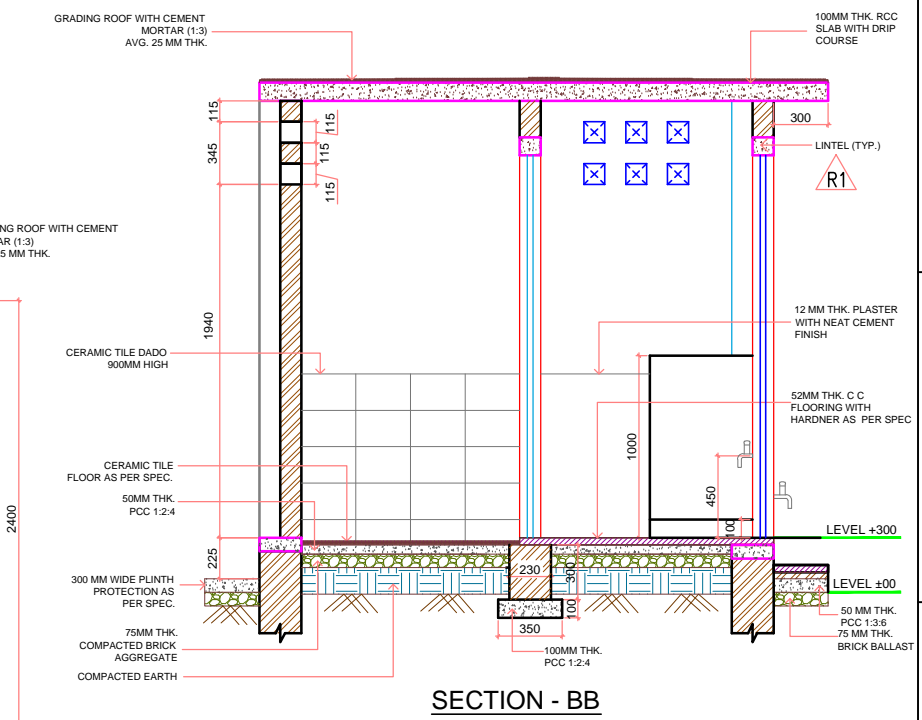 GRADING ROOF WITH CEMENT
MORTAR (1:3)
AVG. 25 MM THK.
100MM THK. RCC
SLAB WITH DRIP
COURSE
115
345
115
115
115
300
LINTEL (TYP.)
R1
NG ROOF WITH CEMENT
AR (1:3)
5 MM THK.
1940
2400
12 MM THK. PLASTER
WITH NEAT CEMENT
FINISH
CERAMIC TILE DADO
900MM HIGH
52MM THK. C C
FLOORING WITH
HARDNER AS PER SPEC
1000
450
100
CERAMIC TILE
FLOOR AS PER SPEC.
50MM THK.
PCC 1:2:4
LEVEL +300
225
230
300
100
350
300 MM WIDE PLINTH
PROTECTION AS
PER SPEC.
LEVEL ±00
50 MM THK.
PCC 1:3:6
75 MM THK.
BRICK BALLAST
75MM THK.
COMPACTED BRICK
AGGREGATE
COMPACTED EARTH
100MM THK.
PCC 1:2:4
SECTION - BB